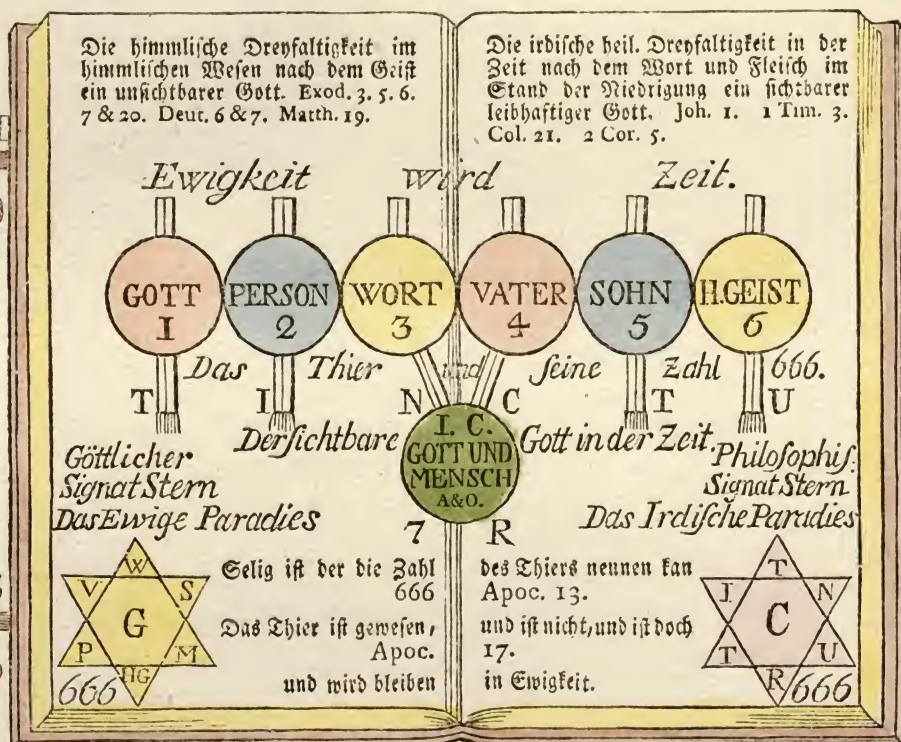 Die himmlische Dreyfaltigkeit im
himmlischen Wesen nach dem Geist
ein unsichtbarer Gott. Exod. 3. 5. 6.
7 & 20. Deut. 6 & 7. Matth. 19.
Die irdische heil. Dreyfaltigkeit in der
Zeit nach dem Wort und Fleisch im
Stand der Niedrigung ein sichtbarer
leibhaftiger Gott. Joh. 1. 1 Tim. 3.
Col. 21. 2 Cor. 5.
Ewigkeit wird Zeit.
GOTT PERSON WORT VATER SOHN H.GEIST
1 2 3 4 5 6
Das Thier und seine Zahl 666.
T I N C T U
Der sichtbare Gott in der Zeit.
I. C.
GOTT UND
MENSCH
A&O.
Göttlicher
Signat Stern
Das Ewige Paradies
Philosophis.
Signat Stern
Das Irdische Paradies
7 R
W
V S
G
P M
HG
666
Selig ist der die Zahl des Thiers nennen kan
666 Apoc. 13.
Das Thier ist gewesen, und ist nicht, und ist doch
Apoc. 17.
und wird bleiben in Ewigkeit.
T
I N
C
T U
R
666